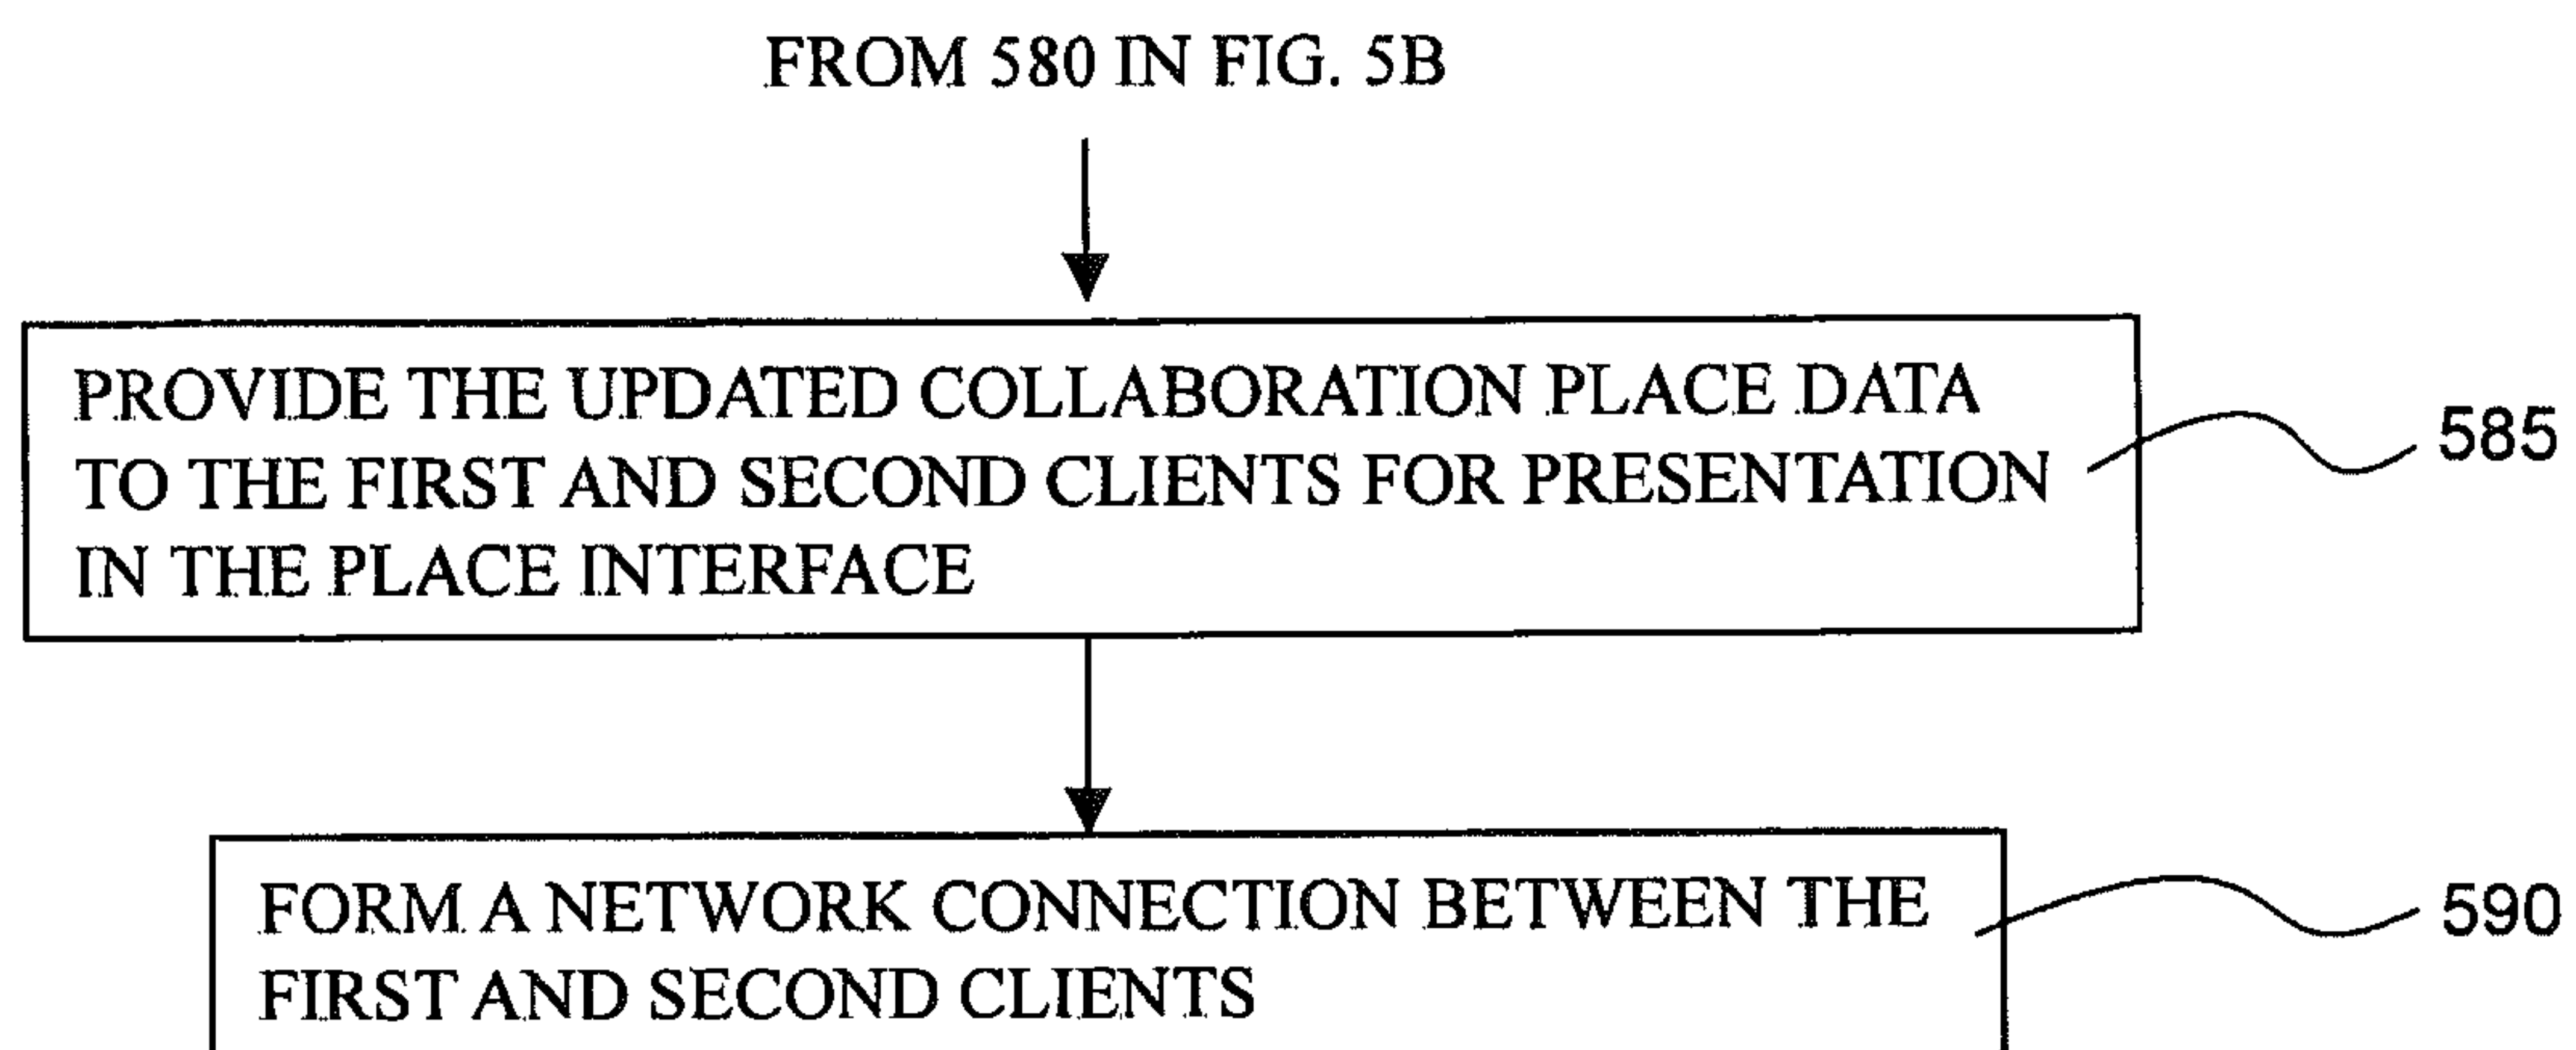 FROM 580 IN FIG. 5B
PROVIDE THE UPDATED COLLABORATION PLACE DATA
TO THE FIRST AND SECOND CLIENTS FOR PRESENTATION
IN THE PLACE INTERFACE
585
FORM A NETWORK CONNECTION BETWEEN THE
FIRST AND SECOND CLIENTS
590